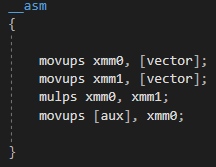 __asm
{
movups xmm0, [vector];
movups xmm1, [vector];
mulps xmm0, xmm1;
movups [aux], xmm0;
}